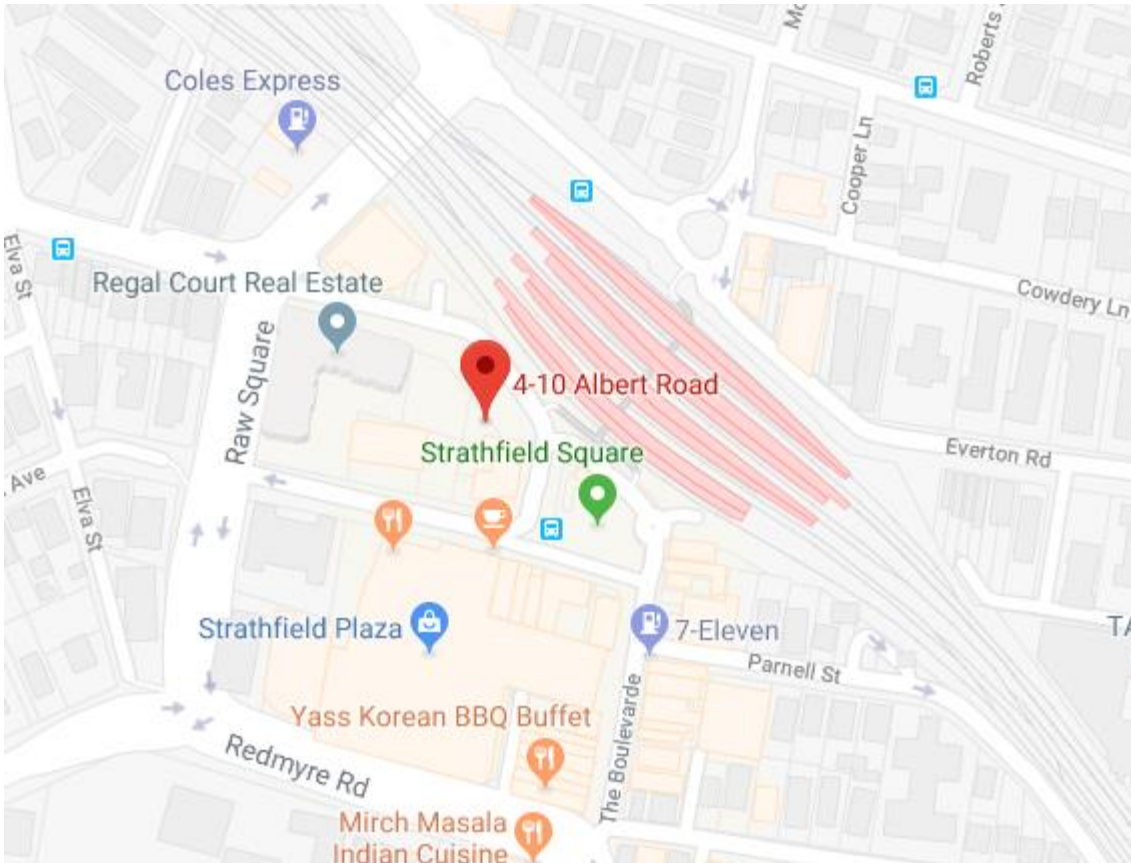 Mc
Roberts
Coles Express
Cooper Ln
Elva St
Regal Court Real Estate
Cowdery Ln
Raw Square
4-10 Albert Road
Strathfield Square
Everton Rd
Ave
Elva St
Strathfield Plaza
7-Eleven
TA
Parnell St
Yass Korean BBQ Buffet
The Boulevarde
Redmyre Rd
Mirch Masala
Indian Cuisine